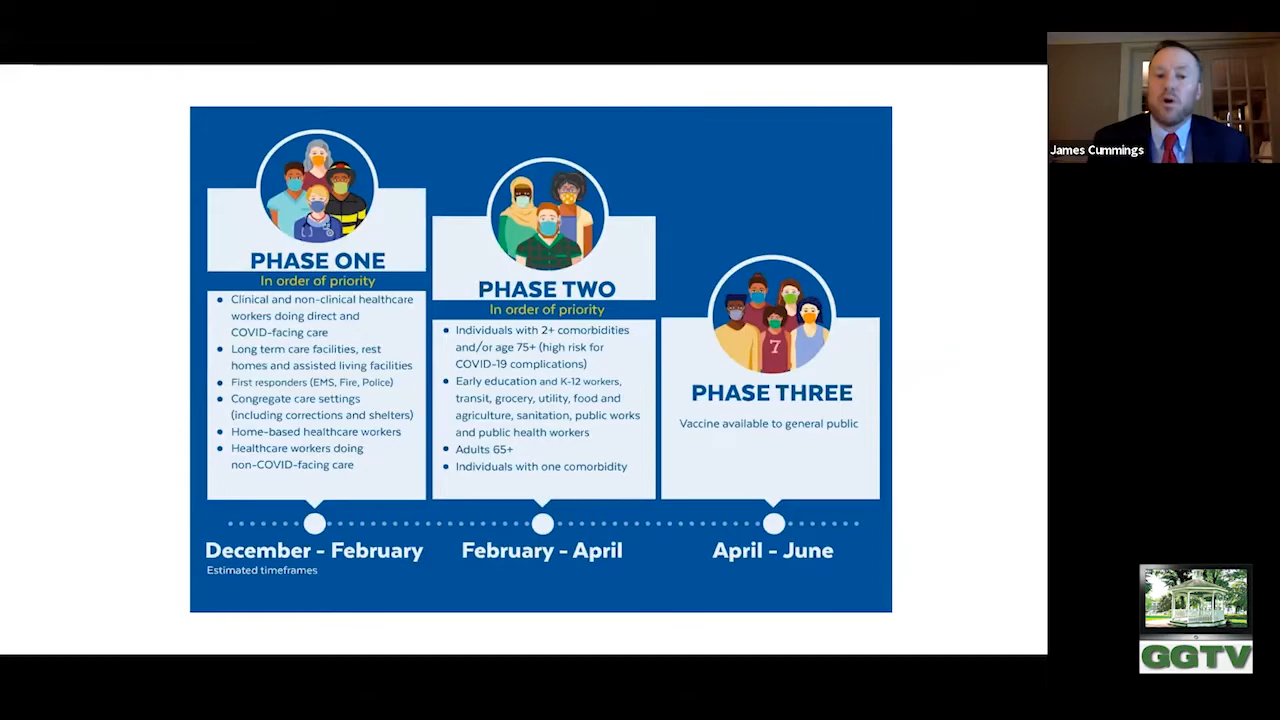 PHASE ONE
In order of priority
Clinical and non-clinical healthcare
workers doing direct and
COVID-facing care
Long term care facilities, rest
homes and assisted living facilities
First responders (EMS, Fire, Police)
Congregate care settings
(including corrections and shelters)
Home-based healthcare workers
Healthcare workers doing
non-COVID-facing care
December - February
Estimated timeframes
PHASE TWO
In order of priority
Individuals with 2+ comorbidities
and/or age 75+ (high risk for
COVID-19 complications)
Early education and K-12 workers,
transit, grocery, utility, food and
agriculture, sanitation, public works
and public health workers
Adults 65+
Individuals with one comorbidity
February - April
7
PHASE THREE
Vaccine available to general public
April - June
James Cummings
GGTV